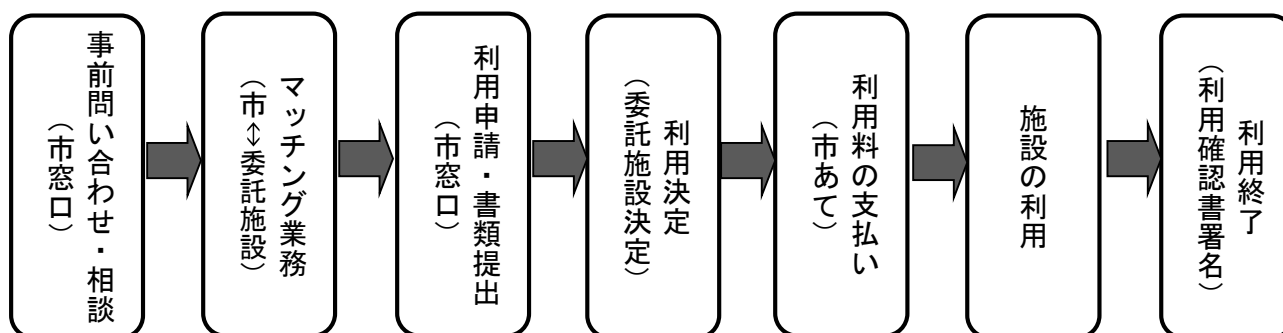 事前問い合わせ・相談
（市窓口）
マッチング業務
（市↔委託施設）
利用申請・書類提出
（市窓口）
利用決定
（委託施設決定）
利用料の支払い
（市あて）
施設の利用
利用終了
（利用確認書署名）